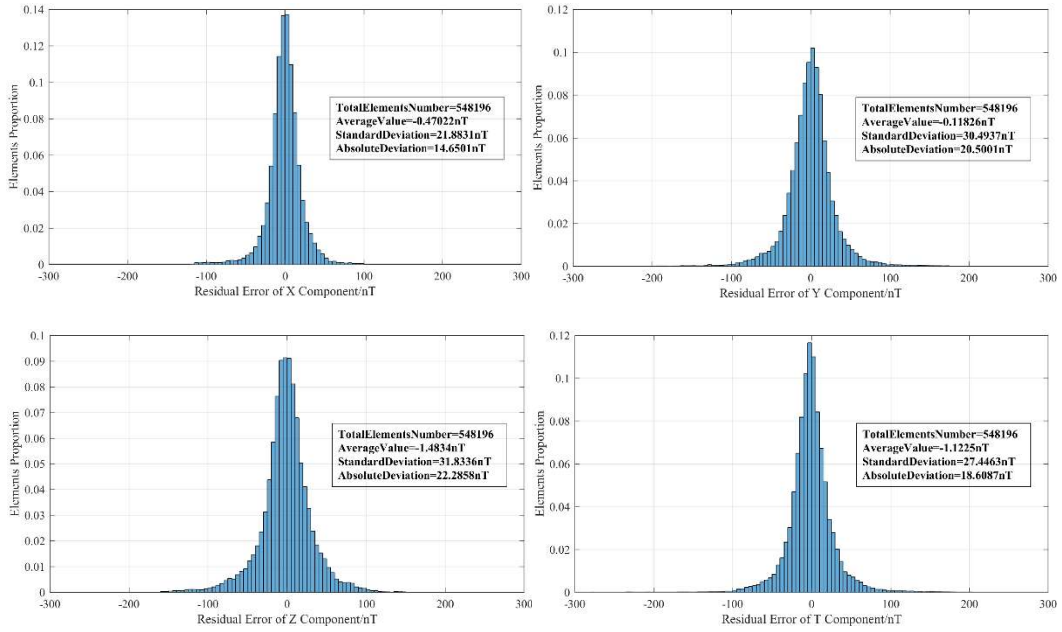 0.14
0.12
0.1
0.08
0.06
0.04
0.02
0
-300
-200
-100
0
100
200
300
Elements Proportion
Residual Error of X Component/nT
TotalElementsNumber=548196
AverageValue=-0.47022nT
StandardDeviation=21.8831nT
AbsoluteDeviation=14.6501nT
0.12
0.1
0.08
0.06
0.04
0.02
0
-300
-200
-100
0
100
200
300
Elements Proportion
Residual Error of Y Component/nT
TotalElementsNumber=548196
AverageValue=-0.11826nT
StandardDeviation=30.4937nT
AbsoluteDeviation=20.5001nT
0.1
0.09
0.08
0.07
0.06
0.05
0.04
0.03
0.02
0.01
0
-300
-200
-100
0
100
200
300
Elements Proportion
Residual Error of Z Component/nT
TotalElementsNumber=548196
AverageValue=-1.4834nT
StandardDeviation=31.8336nT
AbsoluteDeviation=22.2858nT
0.12
0.1
0.08
0.06
0.04
0.02
0
-300
-200
-100
0
100
200
300
Elements Proportion
Residual Error of T Component/nT
TotalElementsNumber=548196
AverageValue=-1.1225nT
StandardDeviation=27.4463nT
AbsoluteDeviation=18.6087nT